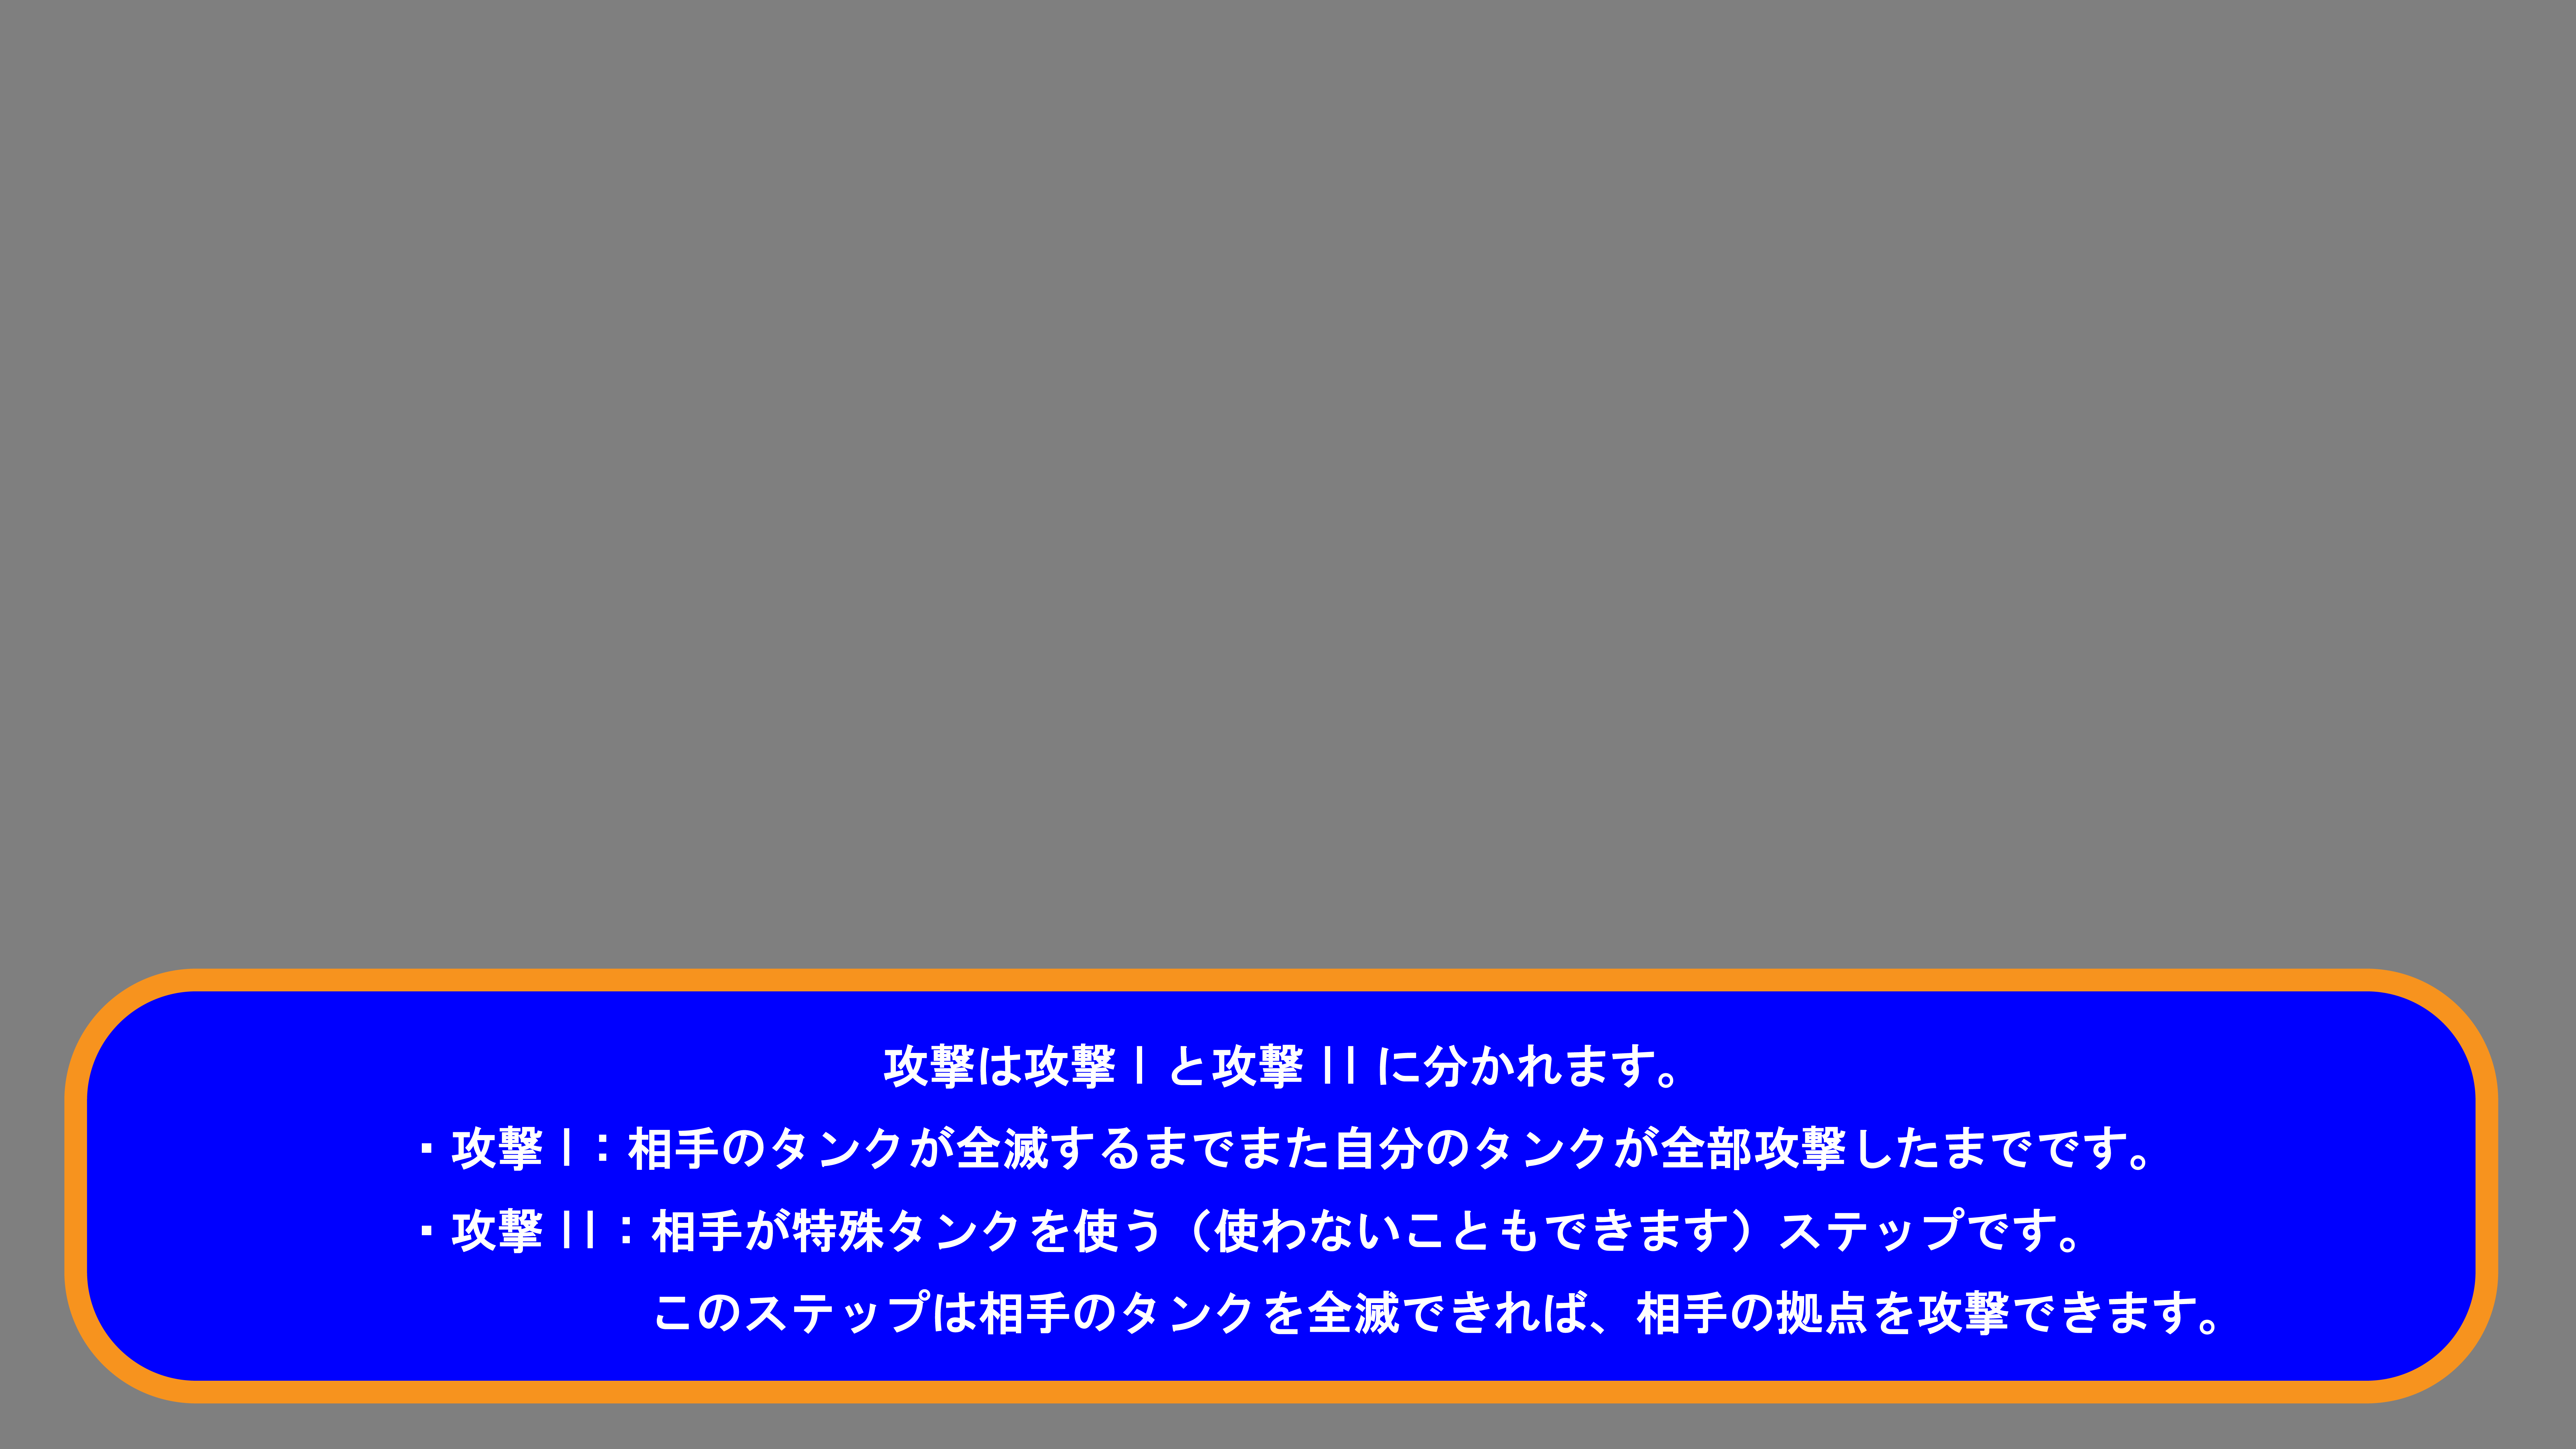 攻撃は攻撃Ⅰと攻撃Ⅱに分かれます。
・攻撃Ⅰ：相手のタンクが全滅するまでまた自分のタンクが全部攻撃したまでです。
・攻撃Ⅱ：相手が特殊タンクを使う（使わないこともできます）ステップです。
このステップは相手のタンクを全滅できれば、相手の拠点を攻撃できます。